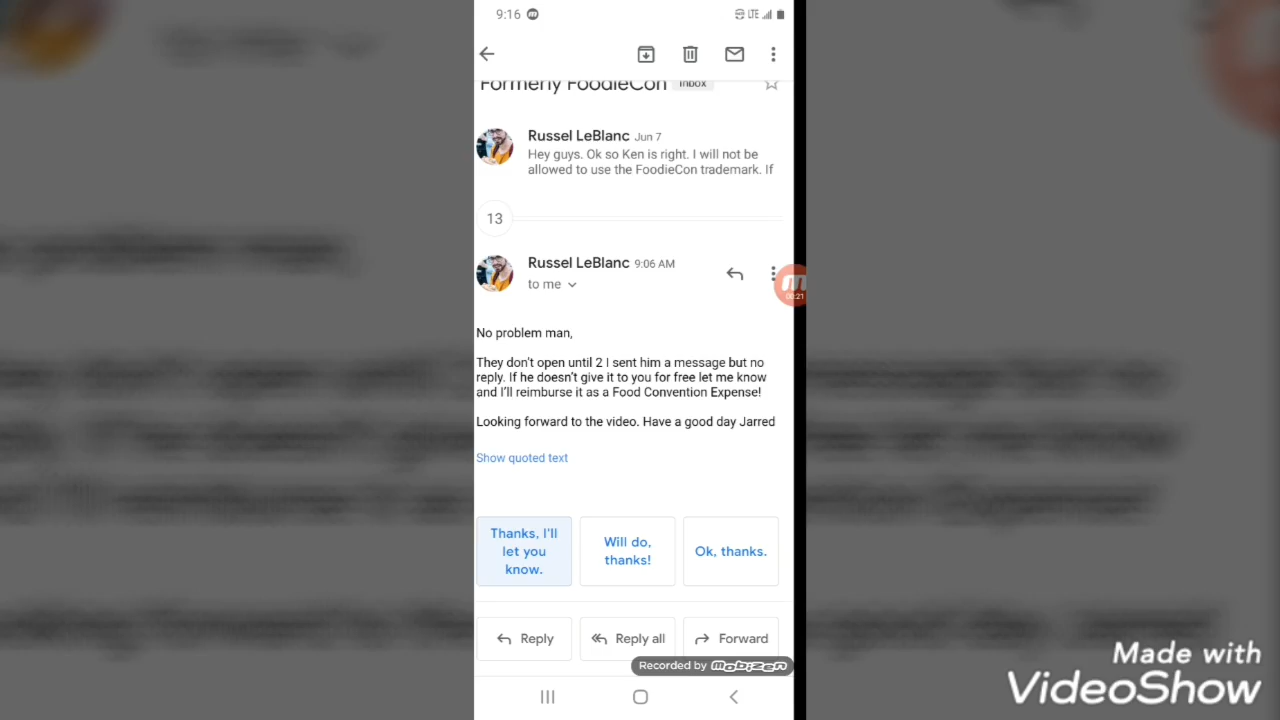 9:16
LTE
Formerly FoodieCon Inbox
Russel LeBlanc Jun 7
Hey guys. Ok so Ken is right. I will not be
allowed to use the FoodieCon trademark. If
13
Russel LeBlanc 9:06 AM
to me
00:21
No problem man,
They don't open until 2 I sent him a message but no
reply. If he doesn't give it to you for free let me know
and I'll reimburse it as a Food Convention Expense!
Looking forward to the video. Have a good day Jarred
Show quoted text
Thanks, I'll
let you
know.
Will do,
thanks!
Ok, thanks.
Reply
Reply all
Forward
Recorded by mobizen
Made with
VideoShow